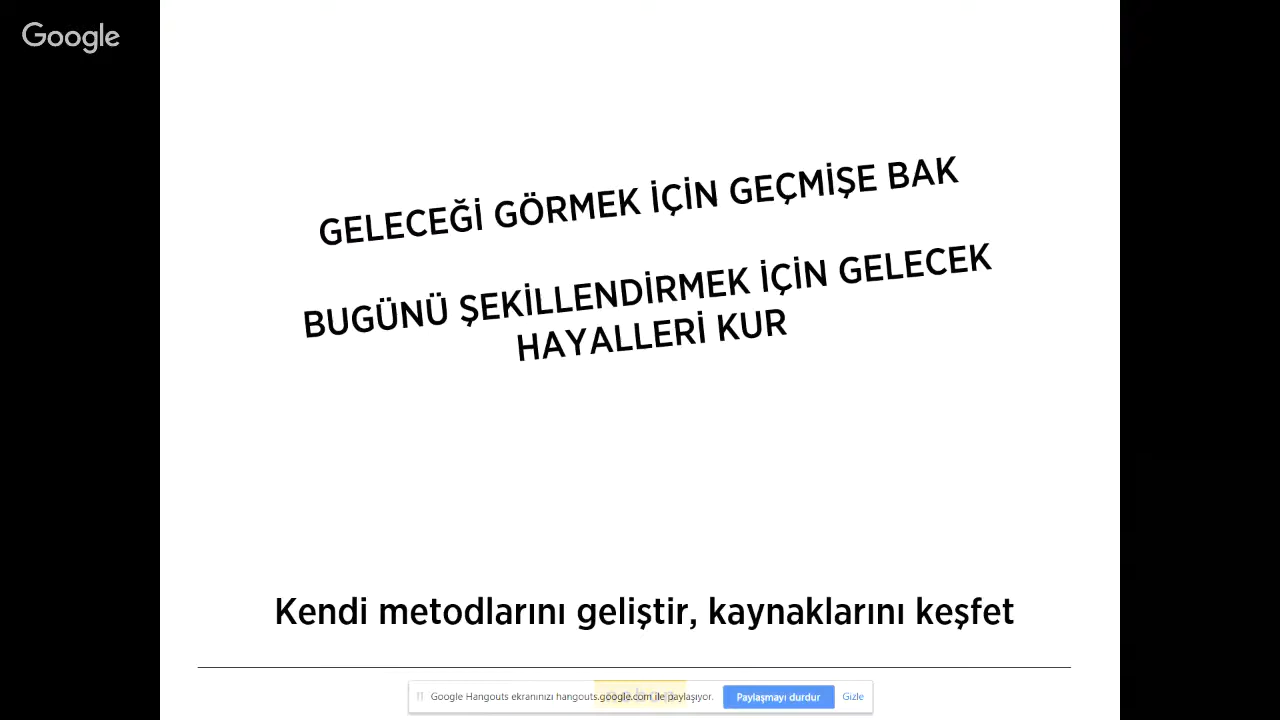 Google
GELECEĞİ GÖRMEK İÇİN GEÇMİŞE BAK
BUGÜNÜ ŞEKİLLENDİRMEK İÇİN GELECEK
HAYALLERİ KUR
Kendi metodlarını geliştir, kaynaklarını keşfet
Google Hangouts ekranınızı hangouts.google.com ile paylaşıyor. Paylaşmayı durdur Gizle